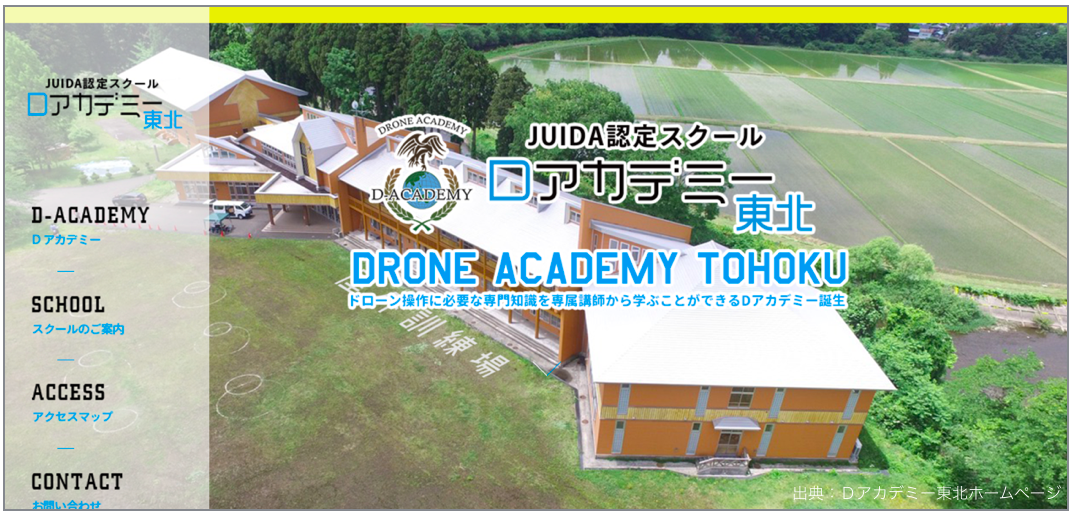 JUIDA認定スクール
Dアカデミー
東北
D-ACADEMY
Dアカデミー
SCHOOL
スクールのご案内
ACCESS
アクセスマップ
CONTACT
お問い合わせ
DRONE ACADEMY
D-ACADEMY
JUIDA認定スクール
Dアカデミー
東北
DRONE ACADEMY TOHOKU
ドローン操作に必要な専門知識を専属講師から学ぶことができるDアカデミー誕生
訓練場
出典：Dアカデミー東北ホームページ